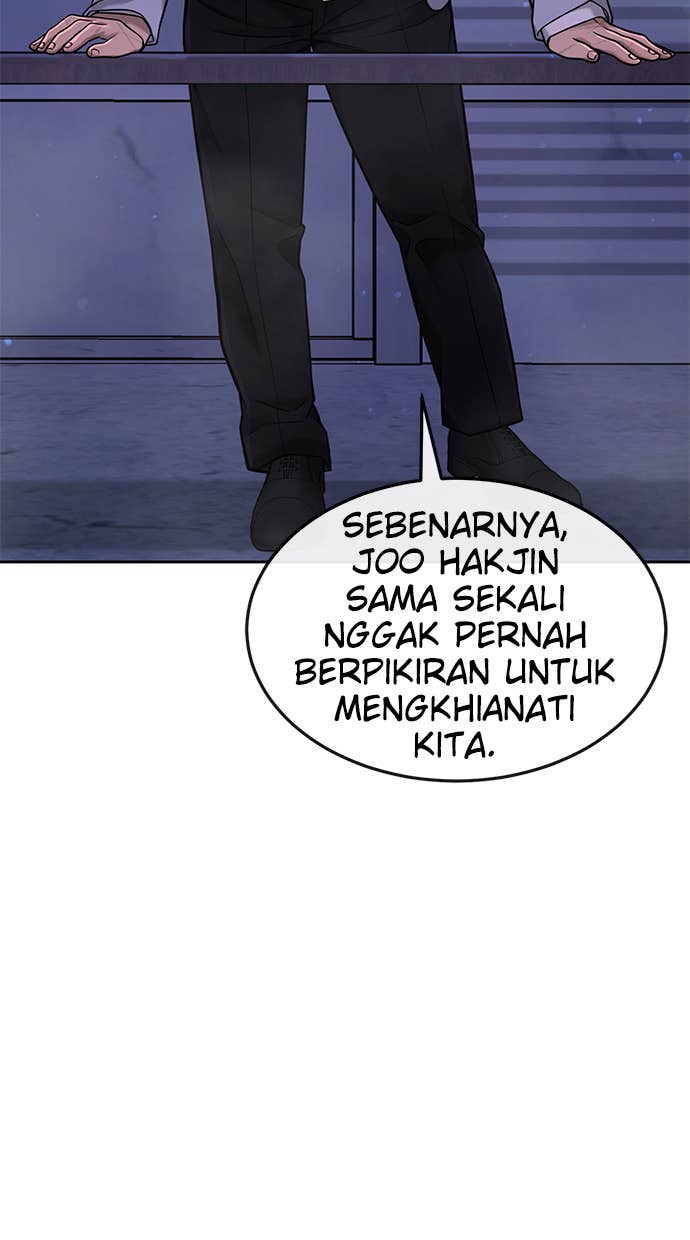 SEBENARNYA,
JOO HAKJIN
SAMA SEKALI
NGGAK PERNAH
BERPIKIRAN UNTUK
MENGKHIANATI
KITA.